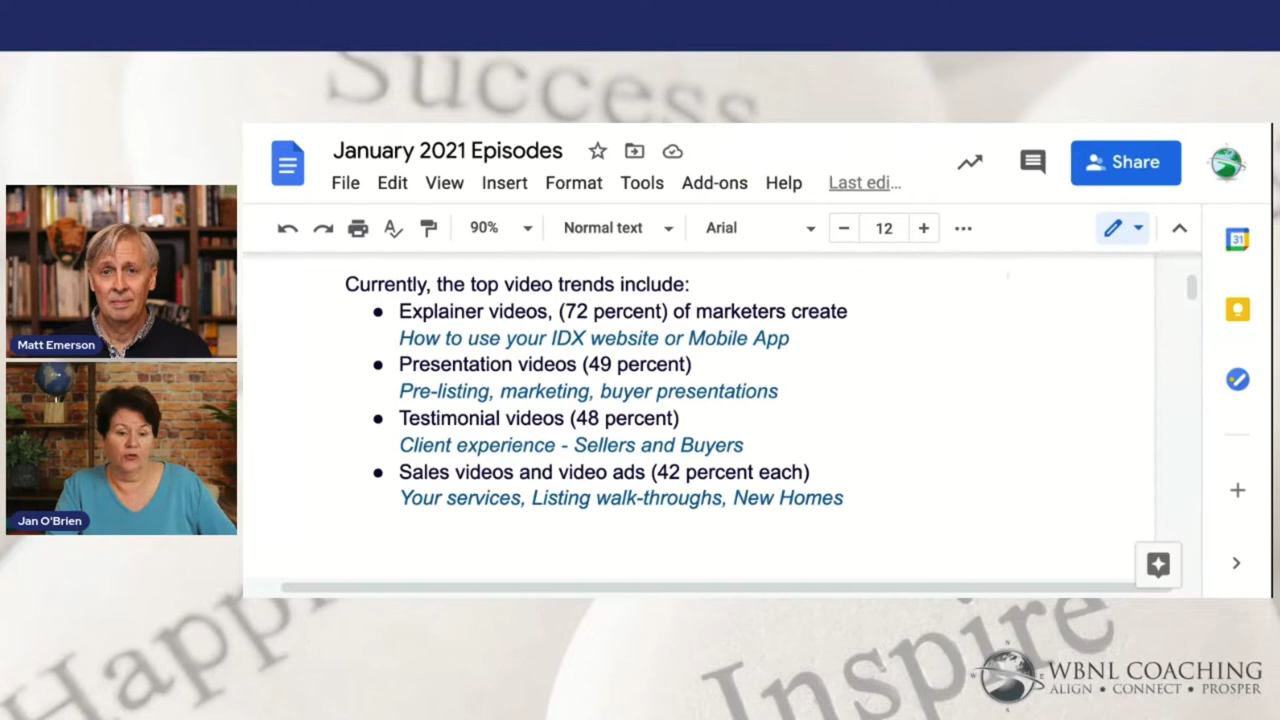 Success
January 2021 Episodes
Share
File Edit View Insert Format Tools Add-ons Help Last edi...
90% Normal text Arial 12
31
Currently, the top video trends include:
● Explainer videos, (72 percent) of marketers create
How to use your IDX website or Mobile App
● Presentation videos (49 percent)
Pre-listing, marketing, buyer presentations
● Testimonial videos (48 percent)
Client experience - Sellers and Buyers
● Sales videos and video ads (42 percent each)
Your services, Listing walk-throughs, New Homes
Matt Emerson
Jan O'Brien
Happi
Inspire
WBNL COACHING
ALIGN • CONNECT • PROSPER